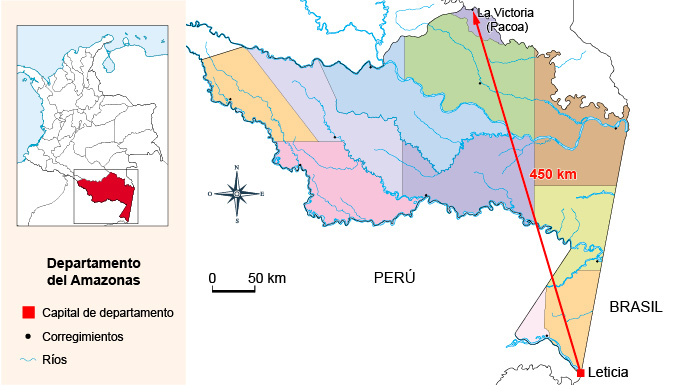 La Victoria
(Pacoa)
450 km
N
O
E
S
0
50 km
PERÚ
BRASIL
Leticia
Departamento
del Amazonas
Capital de departamento
Corregimientos
Ríos